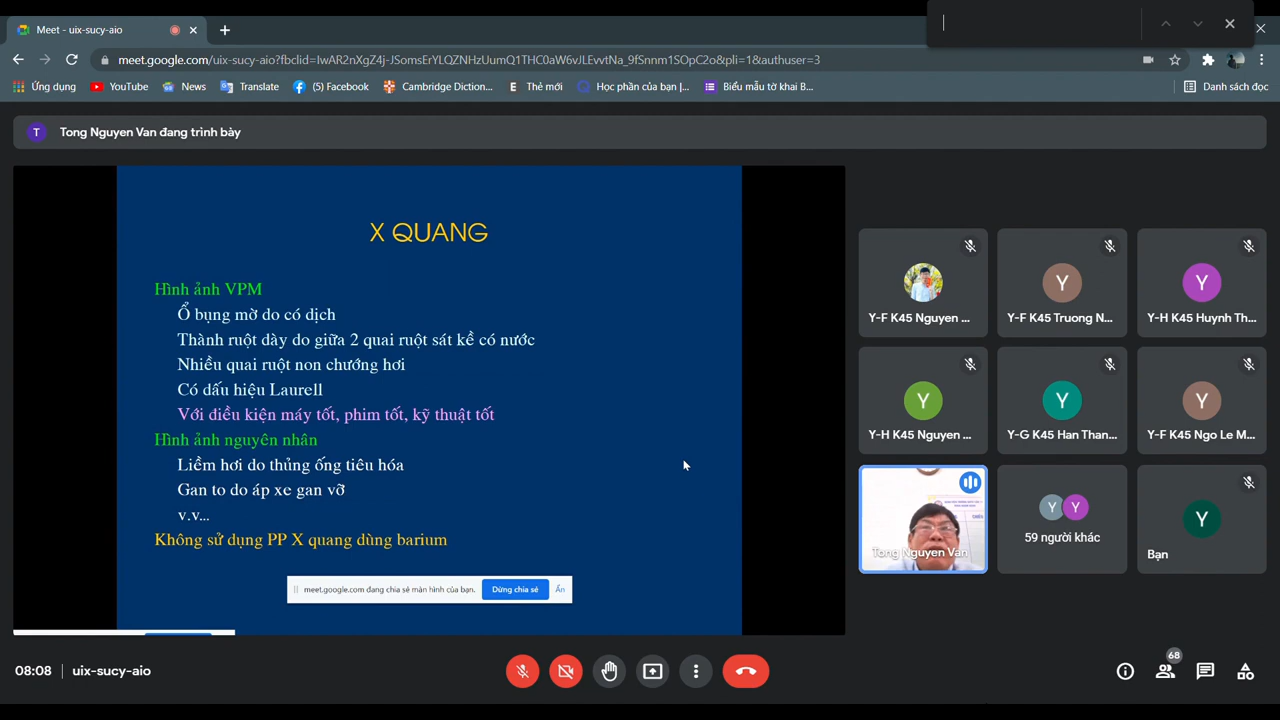 Meet - uix-sucy-aio
meet.google.com/uix-sucy-aio?fbclid=IwAR2nXgZ4j-JSomsErYLQZNHzUumQ1THC0aW6vJLEvvtNa_9fSnnm1SOpC2o&pli=1&authuser=3
Ứng dụng YouTube News Translate (5) Facebook Cambridge Diction... Thẻ mới Học phần của bạn |... Biểu mẫu tờ khai B... Danh sách đọc
T Tong Nguyen Van đang trình bày
X QUANG
Hình ảnh VPM
Ổ bụng mờ do có dịch
Thành ruột dày do giữa 2 quai ruột sát kề có nước
Nhiều quai ruột non chướng hơi
Có dấu hiệu Laurell
Với điều kiện máy tốt, phim tốt, kỹ thuật tốt
Hình ảnh nguyên nhân
Liềm hơi do thủng ống tiêu hóa
Gan to do áp xe gan vỡ
v.v...
Không sử dụng PP X quang dùng barium
meet.google.com đang chia sẻ màn hình của bạn. Dừng chia sẻ Ẩn
Y-F K45 Nguyen ...
Y
Y-F K45 Truong N...
Y
Y-H K45 Huynh Th...
Y
Y-H K45 Nguyen ...
Y
Y-G K45 Han Than...
Y
Y-F K45 Ngo Le M...
Tong Nguyen Van
Y Y
59 người khác
Y
Bạn
08:08 | uix-sucy-aio
68